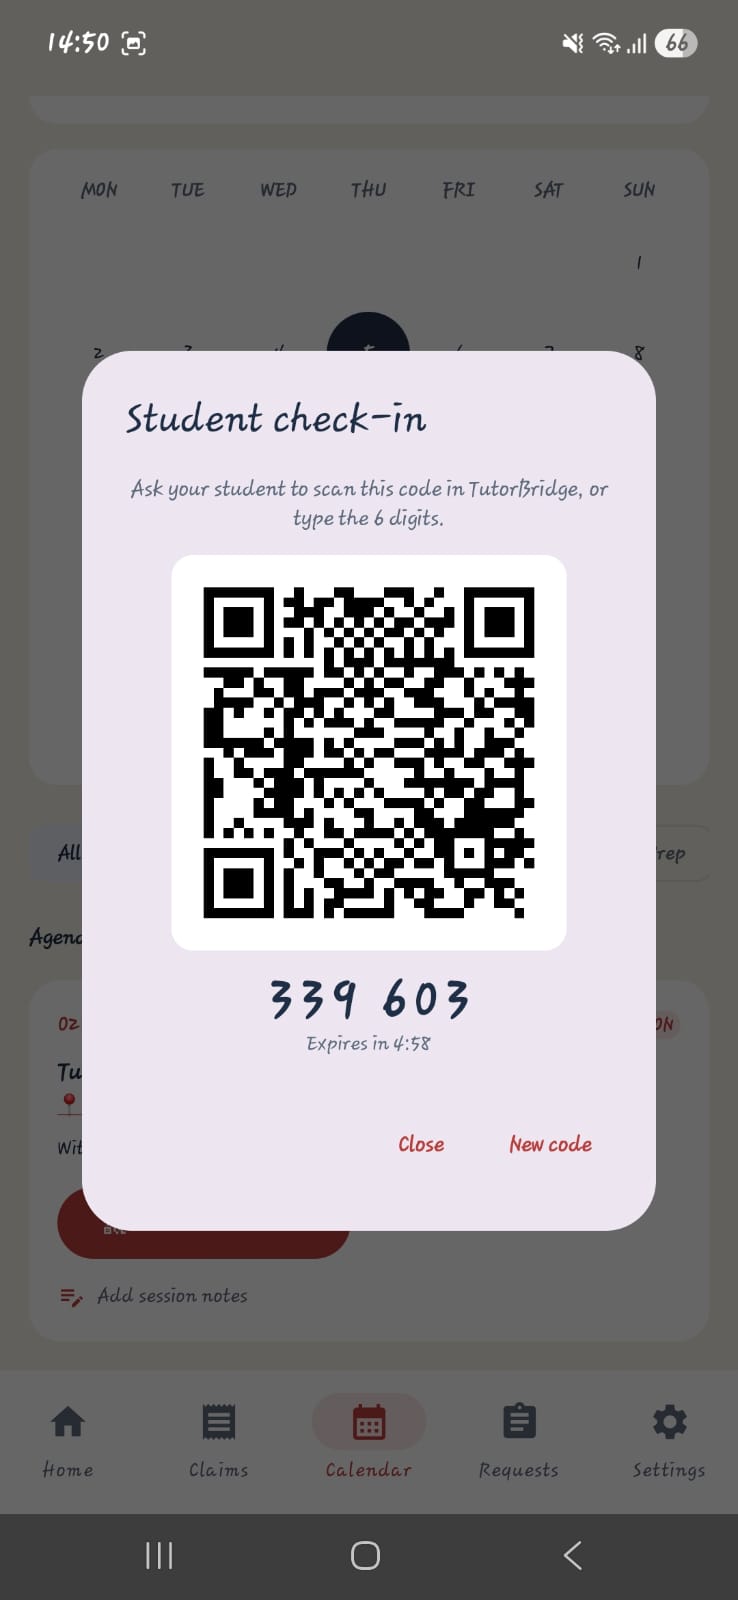 14:50
66
MON TUE WED THU FRI SAT SUN
1
2 8
Student check-in
Ask your student to scan this code in TutorBridge, or
type the 6 digits.
339 603
Expires in 4:58
Close New code
All
Add session notes
Home Claims Calendar Requests Settings